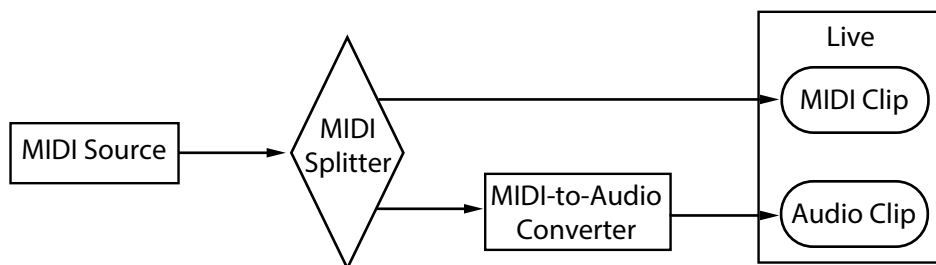 Live
MIDI Clip
MIDI Source
MIDI
Splitter
MIDI-to-Audio
Converter
Audio Clip